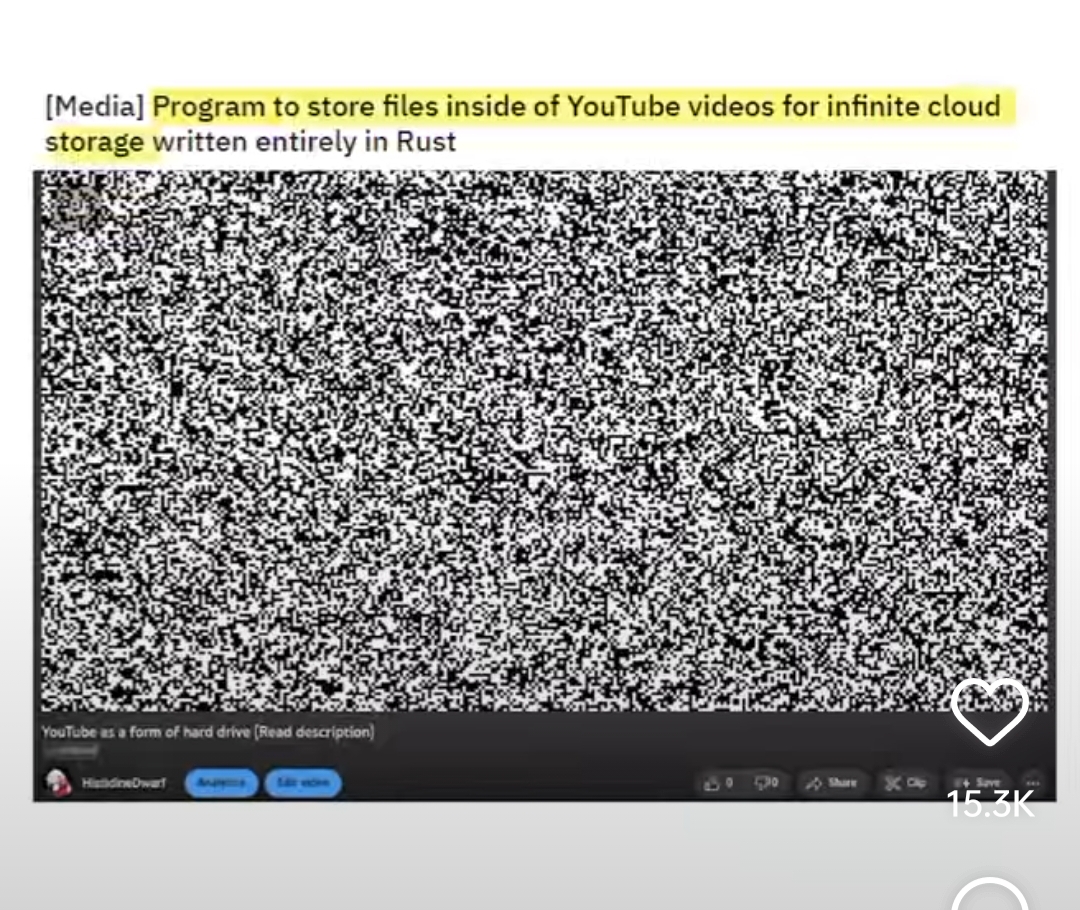 [Media] Program to store files inside of YouTube videos for infinite cloud
storage written entirely in Rust
YouTube as a form of hard drive [Read description]
HistidineDwarf Analytics Edit video 0 0 Share Clip Save
15.3K